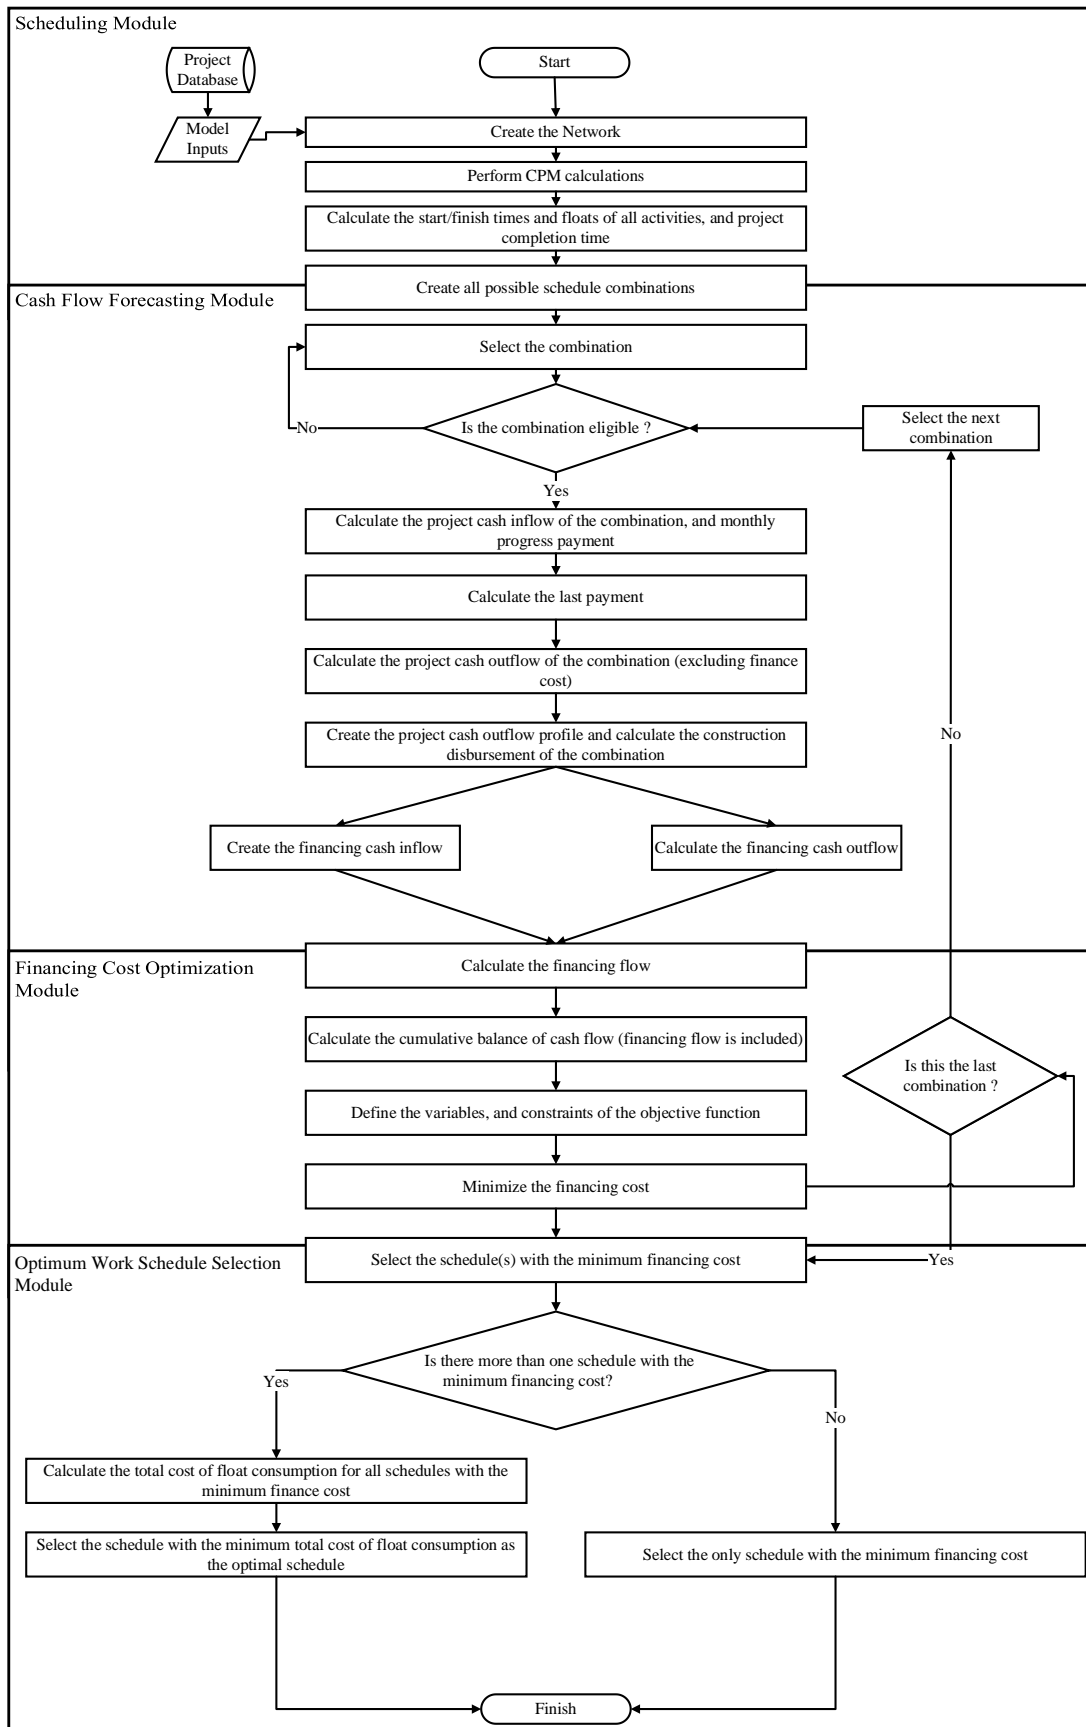 Scheduling Module
Project
Database
Start
Model
Inputs
Create the Network
Perform CPM calculations
Calculate the start/finish times and floats of all activities, and project
completion time
Create all possible schedule combinations
Cash Flow Forecasting Module
Select the combination
Is the combination eligible ?
No
Select the next
combination
Yes
Calculate the project cash inflow of the combination, and monthly
progress payment
Calculate the last payment
Calculate the project cash outflow of the combination (excluding finance
cost)
Create the project cash outflow profile and calculate the construction
disbursement of the combination
No
Create the financing cash inflow
Calculate the financing cash outflow
Financing Cost Optimization
Module
Calculate the financing flow
Calculate the cumulative balance of cash flow (financing flow is included)
Is this the last
combination ?
Define the variables, and constraints of the objective function
Minimize the financing cost
Optimum Work Schedule Selection
Module
Select the schedule(s) with the minimum financing cost
Yes
Is there more than one schedule with the
minimum financing cost?
Yes
No
Calculate the total cost of float consumption for all schedules with the
minimum finance cost
Select the schedule with the minimum total cost of float consumption as
the optimal schedule
Select the only schedule with the minimum financing cost
Finish